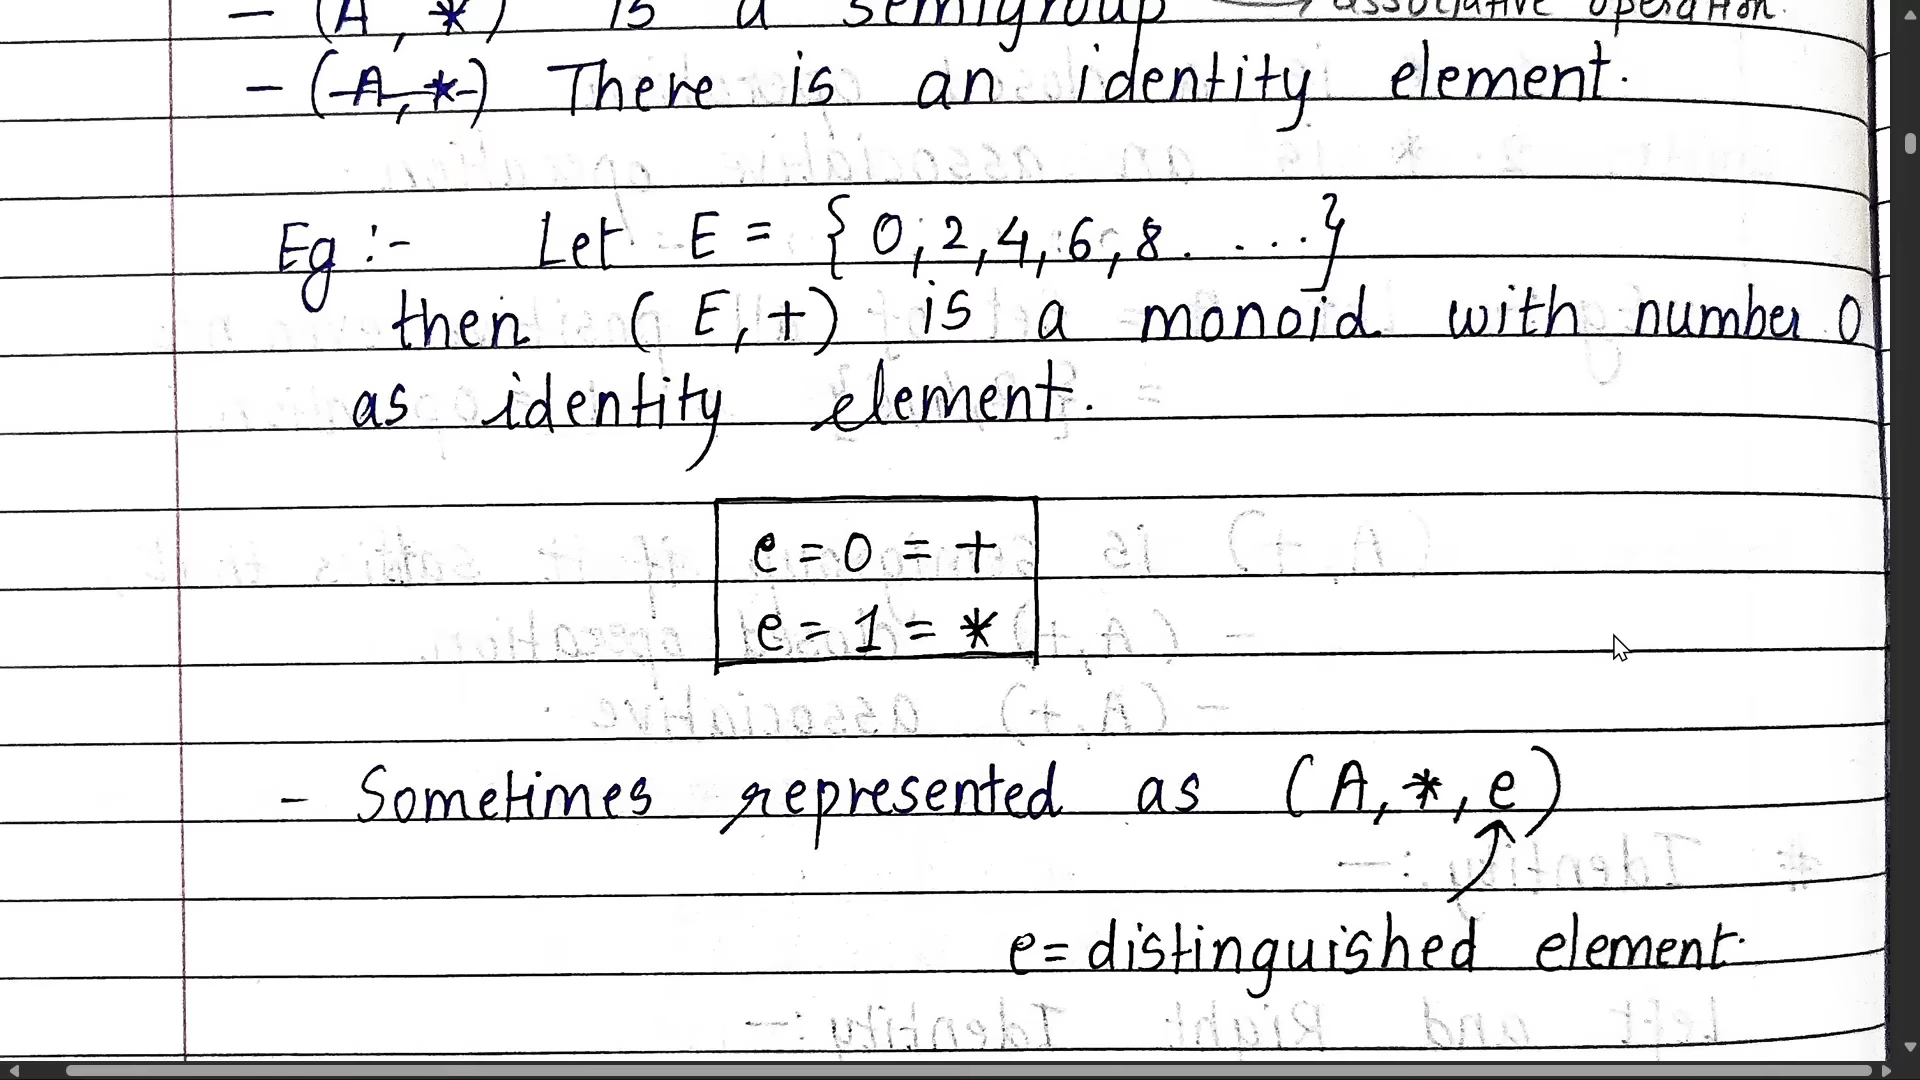 - (A, *) is a semigroup → associative operation.
- (A, *) There is an identity element.
Eg :- Let E = {0, 2, 4, 6, 8. ....}
then (E, +) is a monoid with number 0
as identity element.
e = 0 = +
e = 1 = *
- Sometimes represented as (A, *, e)
e = distinguished element.